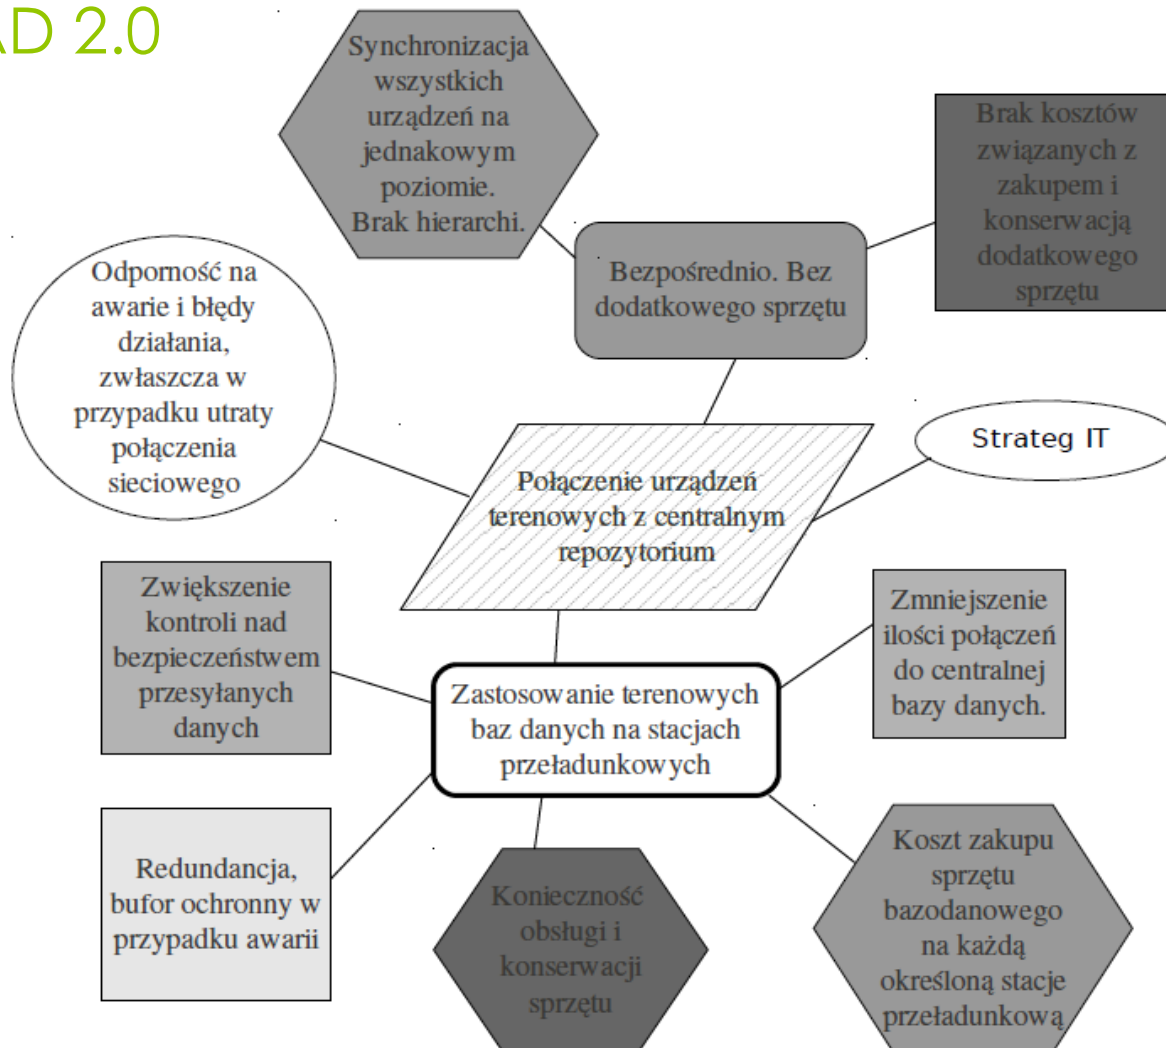 AD 2.0
Synchronizacja
wszystkich
urządzeń na
jednakowym
poziomie.
Brak hierarchi.
Brak kosztów
związanych z
zakupem i
konserwacją
dodatkowego
sprzętu
Bezpośrednio. Bez
dodatkowego sprzętu
Odporność na
awarie i błędy
działania,
zwłaszcza w
przypadku utraty
połączenia
sieciowego
Strateg IT
Połączenie urządzeń
terenowych z centralnym
repozytorium
Zwiększenie
kontroli nad
bezpieczeństwem
przesyłanych
danych
Zmniejszenie
ilości połączeń
do centralnej
bazy danych.
Zastosowanie terenowych
baz danych na stacjach
przeładunkowych
Redundancja,
bufor ochronny w
przypadku awarii
Konieczność
obsługi i
konserwacji
sprzętu
Koszt zakupu
sprzętu
bazodanowego
na każdą
określoną stacje
przeładunkową